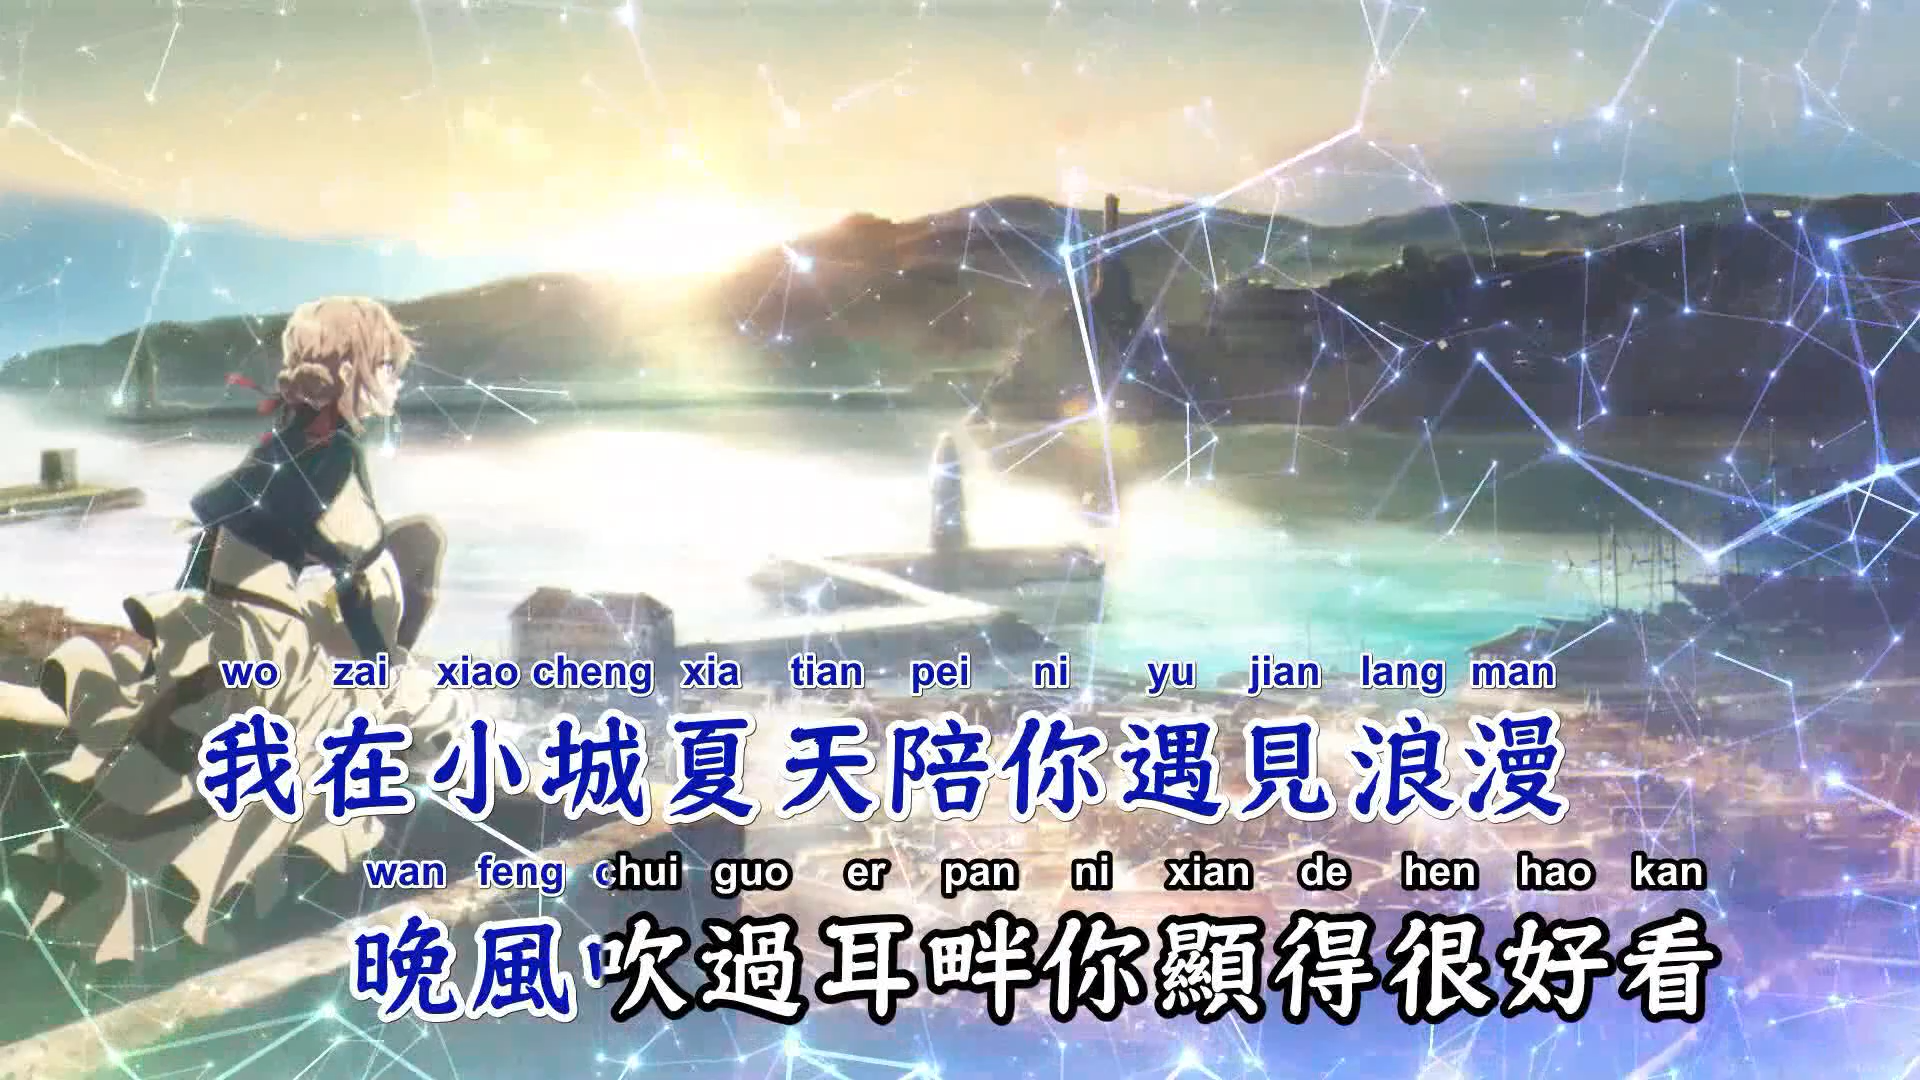 wo zai xiao cheng xia tian pei ni yu jian lang man
我在小城夏天陪你遇見浪漫
wan feng chui guo er pan ni xian de hen hao kan
晚風吹過耳畔你顯得很好看